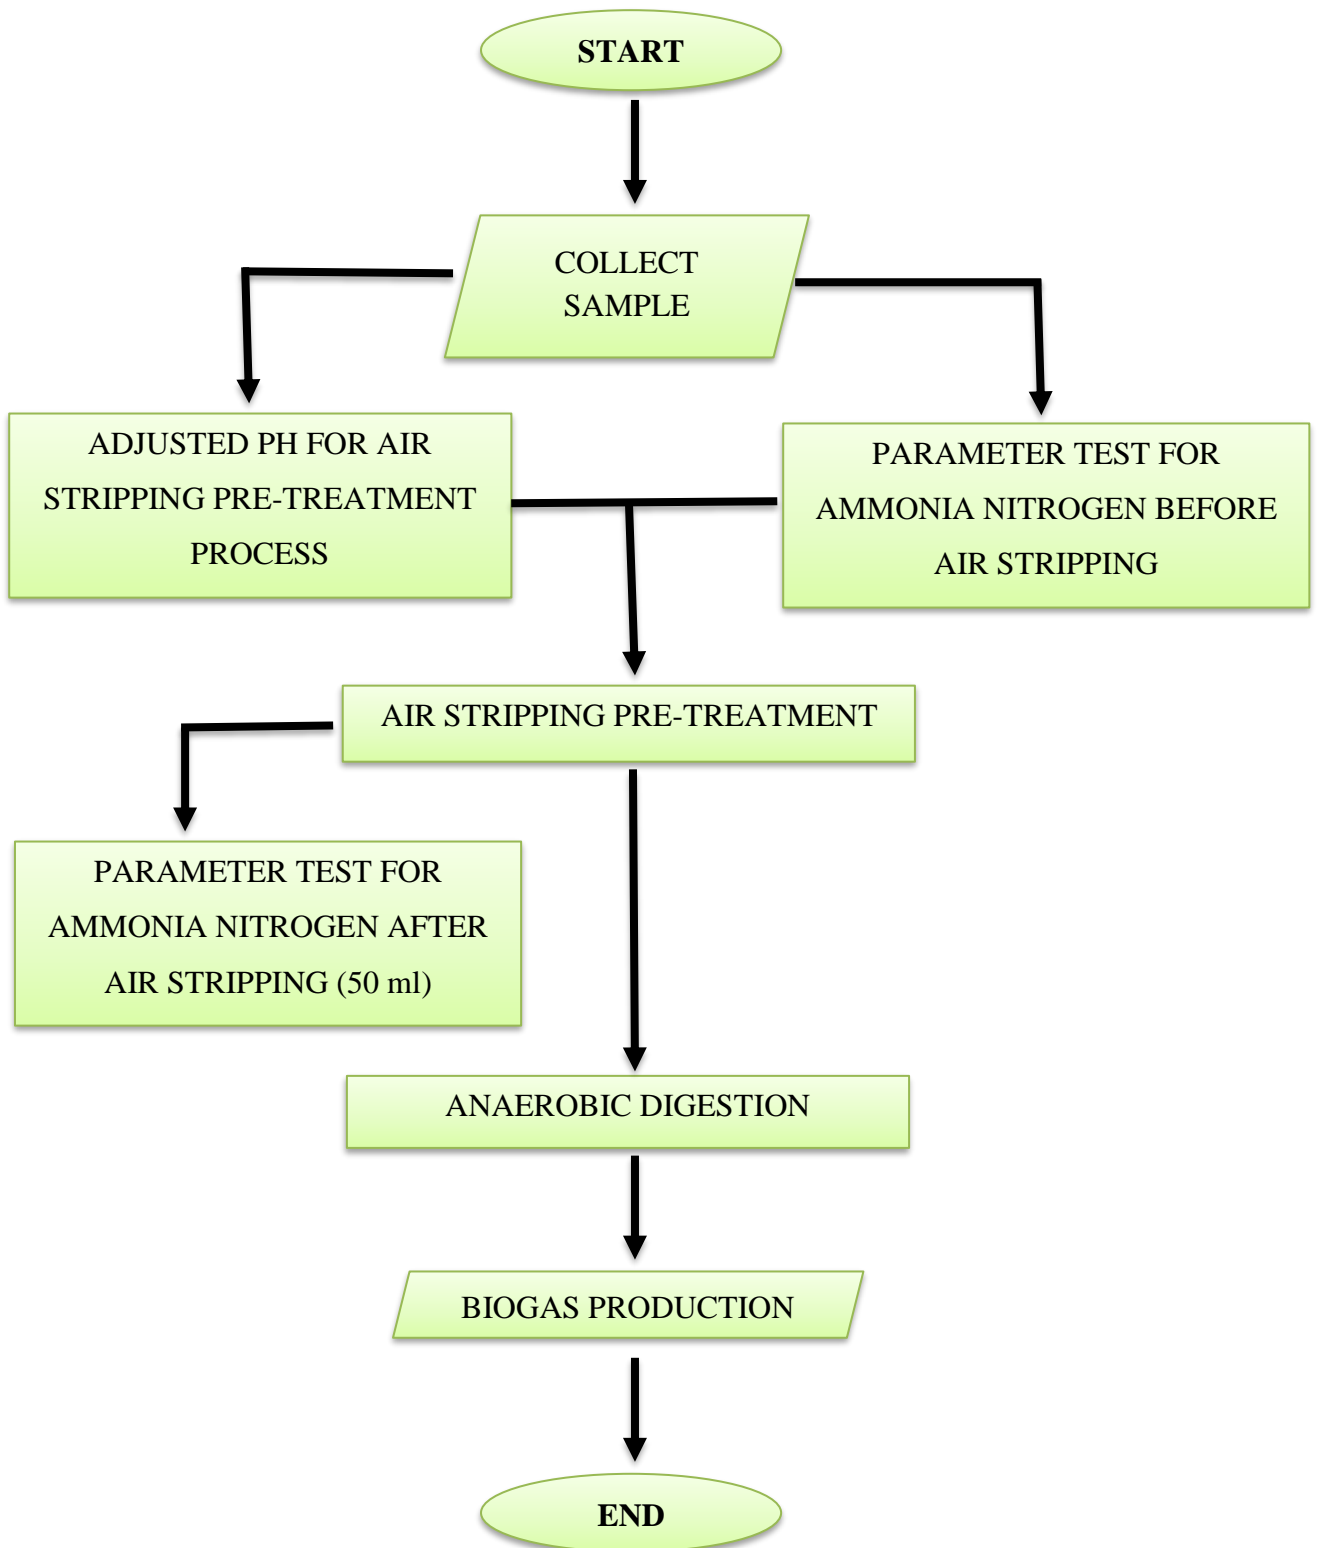 START
COLLECT
SAMPLE
ADJUSTED PH FOR AIR
STRIPPING PRE-TREATMENT
PROCESS
PARAMETER TEST FOR
AMMONIA NITROGEN BEFORE
AIR STRIPPING
AIR STRIPPING PRE-TREATMENT
PARAMETER TEST FOR
AMMONIA NITROGEN AFTER
AIR STRIPPING (50 ml)
ANAEROBIC DIGESTION
BIOGAS PRODUCTION
END